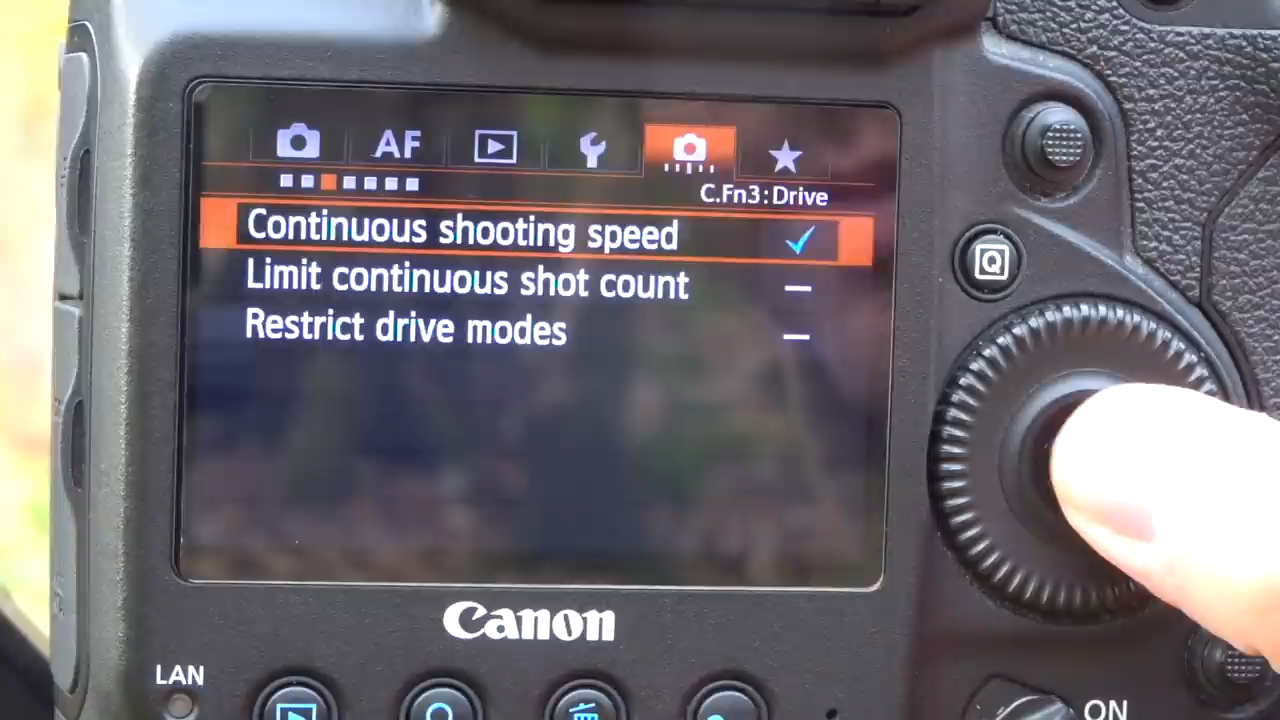 AF
C.Fn3:Drive
Continuous shooting speed
Limit continuous shot count
Restrict drive modes
Q
Canon
LAN
ON